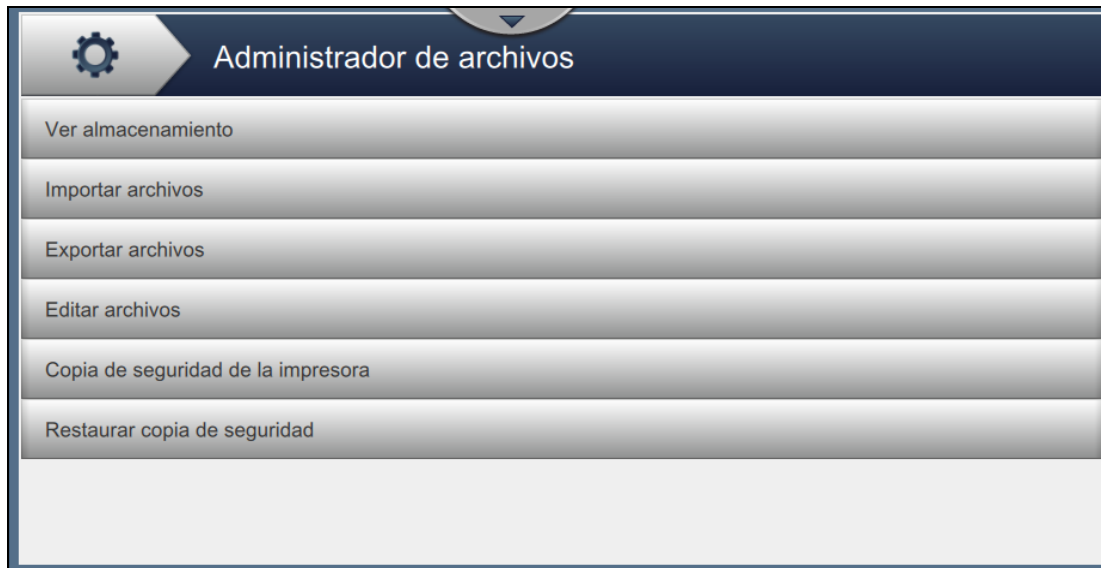 Administrador de archivos
Ver almacenamiento
Importar archivos
Exportar archivos
Editar archivos
Copia de seguridad de la impresora
Restaurar copia de seguridad